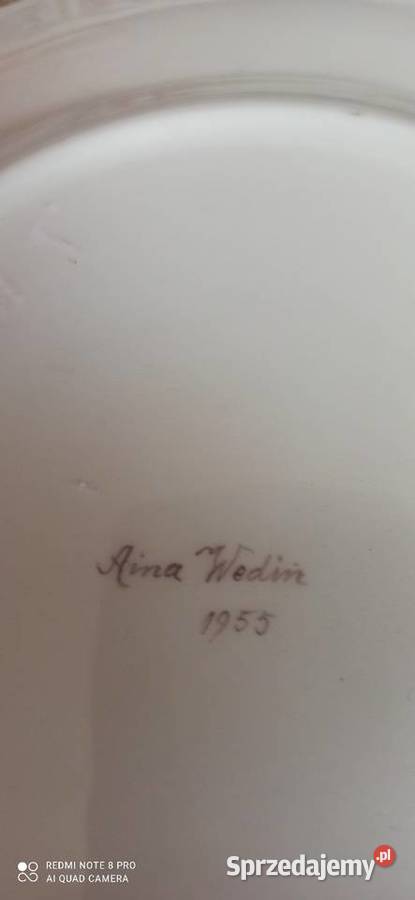 Aina Wedin
1955
REDMI NOTE 8 PRO
AI QUAD CAMERA
Sprzedajemy.pl